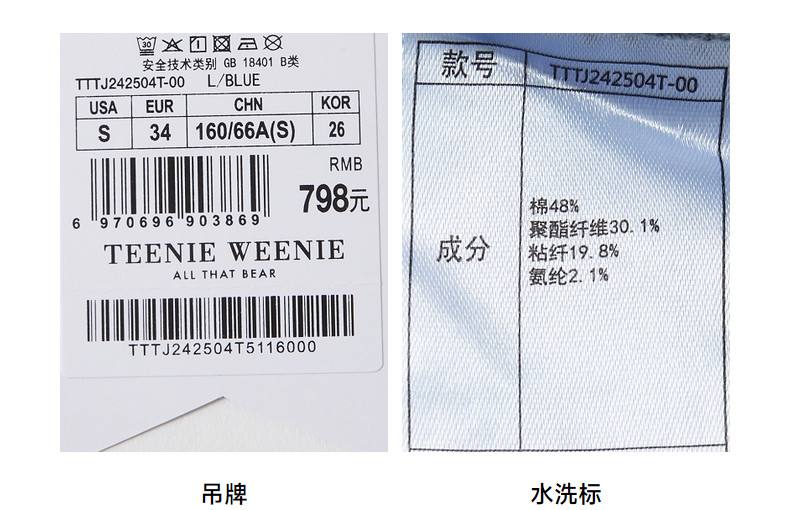 30
安全技术类别 GB 18401 B类
TTTJ242504T-00 L/BLUE
USA EUR CHN KOR
S 34 160/66A(S) 26
RMB
798元
6 970696 903869
TEENIE WEENIE
ALL THAT BEAR
TTTJ242504T5116000
吊牌
款号 TTTJ242504T-00
成分
棉48%
聚酯纤维30.1%
粘纤19.8%
氨纶2.1%
水洗标